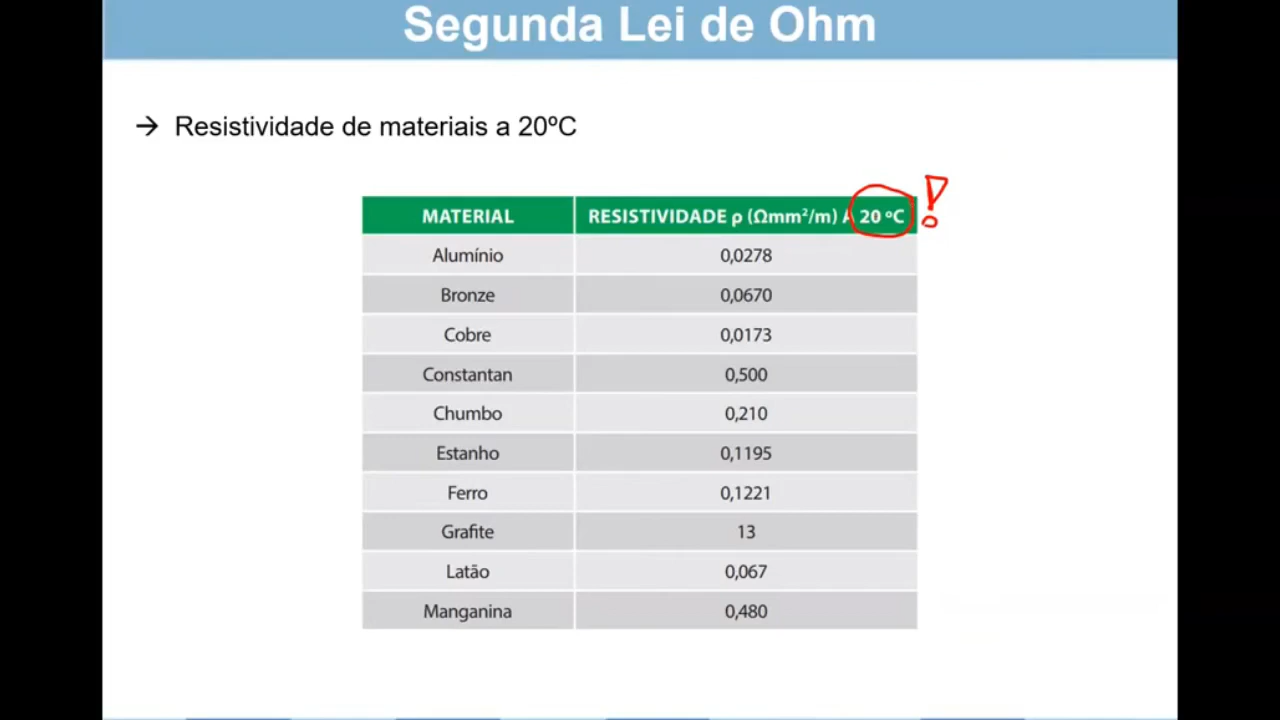 Segunda Lei de Ohm
→ Resistividade de materiais a 20ºC
MATERIAL RESISTIVIDADE ρ (Ωmm²/m) A 20 ºC !
Alumínio 0,0278
Bronze 0,0670
Cobre 0,0173
Constantan 0,500
Chumbo 0,210
Estanho 0,1195
Ferro 0,1221
Grafite 13
Latão 0,067
Manganina 0,480